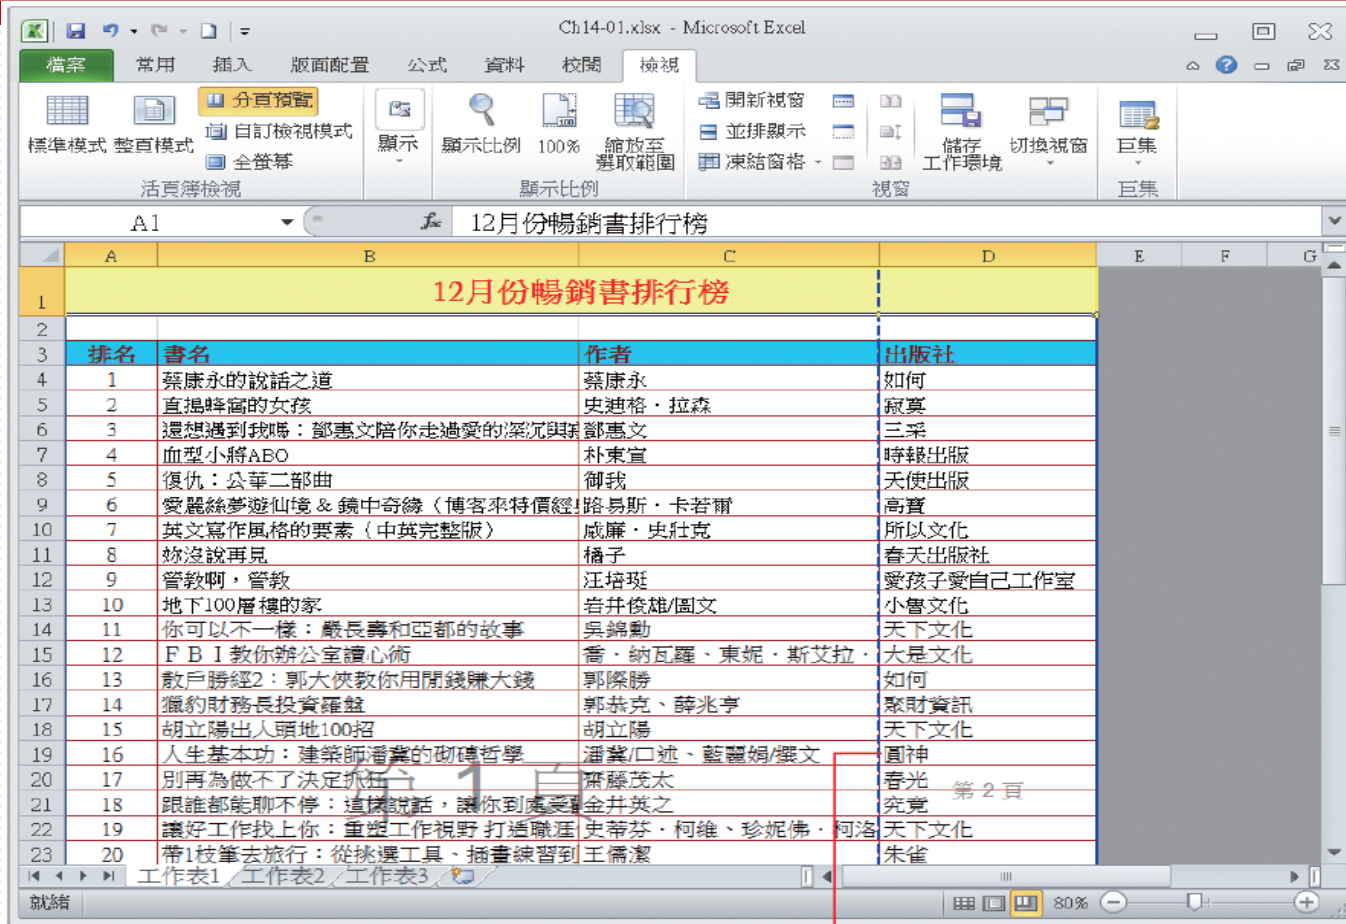 Ch14-01.xlsx - Microsoft Excel
檔案 常用 插入 版面配置 公式 資料 校閱 檢視
標準模式 整頁模式 分頁預覽 自訂檢視模式 全螢幕
活頁簿檢視
顯示
顯示比例 100% 縮放至選取範圍
顯示比例
開新視窗 並排顯示 凍結窗格
儲存工作環境 切換視窗
視窗
巨集
巨集
A1 fx 12月份暢銷書排行榜
A B C D E F G
1 12月份暢銷書排行榜
2
3 排名 書名 作者 出版社
4 1 蔡康永的說話之道 蔡康永 如何
5 2 直搗蜂窩的女孩 史迪格．拉森 寂寞
6 3 還想遇到我嗎：鄧惠文陪你走過愛的深沉與 鄧惠文 三采
7 4 血型小將ABO 朴東宣 時報出版
8 5 復仇：公華二部曲 御我 天使出版
9 6 愛麗絲夢遊仙境 & 鏡中奇緣（博客來特價經 路易斯．卡若爾 高寶
10 7 英文寫作風格的要素（中英完整版） 威廉．史壯克 所以文化
11 8 妳沒說再見 橘子 春天出版社
12 9 管教啊，管教 汪培珽 愛孩子愛自己工作室
13 10 地下100層樓的家 岩井俊雄/圖文 小魯文化
14 11 你可以不一樣：嚴長壽和亞都的故事 吳錦勳 天下文化
15 12 ＦＢＩ教你辦公室讀心術 喬．納瓦羅、東妮．斯艾拉． 大是文化
16 13 散戶勝經2：郭大俠教你用閒錢賺大錢 郭際勝 如何
17 14 獵豹財務長投資羅盤 郭恭克、薛兆亨 聚財資訊
18 15 胡立陽出人頭地100招 胡立陽 天下文化
19 16 人生基本功：建築師潘冀的砌磚哲學 潘冀/口述、藍麗娟/撰文 圓神
20 17 別再為做不了決定抓狂 齋藤茂太 春光
21 18 跟誰都能聊不停：這樣說話，讓你到處受 金井英之 究竟
22 19 讓好工作找上你：重塑工作視野 打造職涯 史蒂芬．柯維、珍妮佛．柯洛 天下文化
23 20 帶1枝筆去旅行：從挑選工具、插畫練習到 王儒潔 朱雀
第 1 頁
第 2 頁
工作表1 工作表2 工作表3
就緒 80%